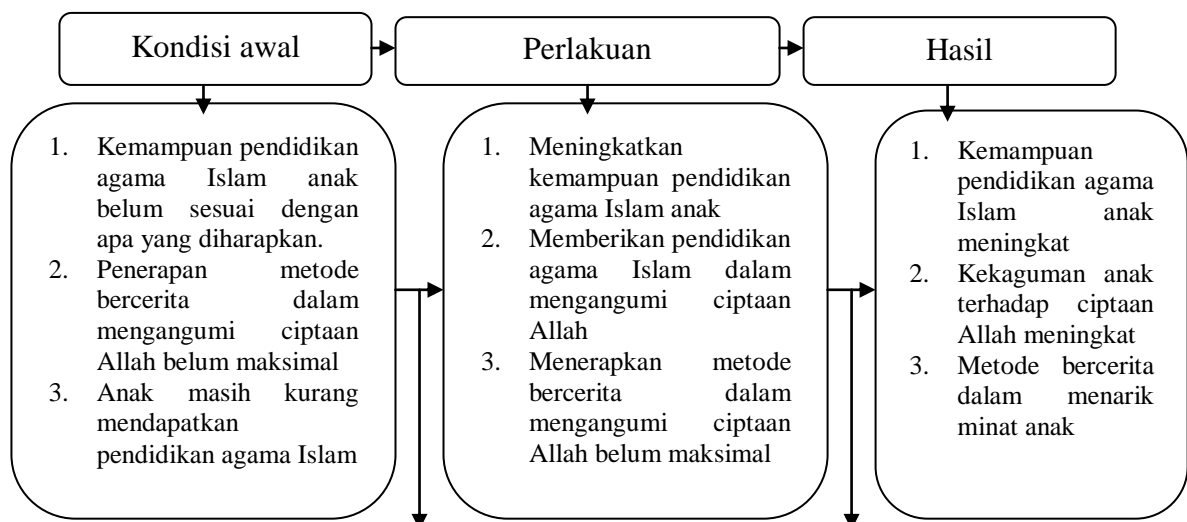 Kondisi awal
Perlakuan
Hasil
1. Kemampuan pendidikan
agama Islam anak
belum sesuai dengan
apa yang diharapkan.
2. Penerapan metode
bercerita dalam
mengangumi ciptaan
Allah belum maksimal
3. Anak masih kurang
mendapatkan
pendidikan agama Islam
1. Meningkatkan
kemampuan pendidikan
agama Islam anak
2. Memberikan pendidikan
agama Islam dalam
mengangumi ciptaan
Allah
3. Menerapkan metode
bercerita dalam
mengangumi ciptaan
Allah belum maksimal
1. Kemampuan
pendidikan agama
Islam anak
meningkat
2. Kekaguman anak
terhadap ciptaan
Allah meningkat
3. Metode bercerita
dalam menarik
minat anak